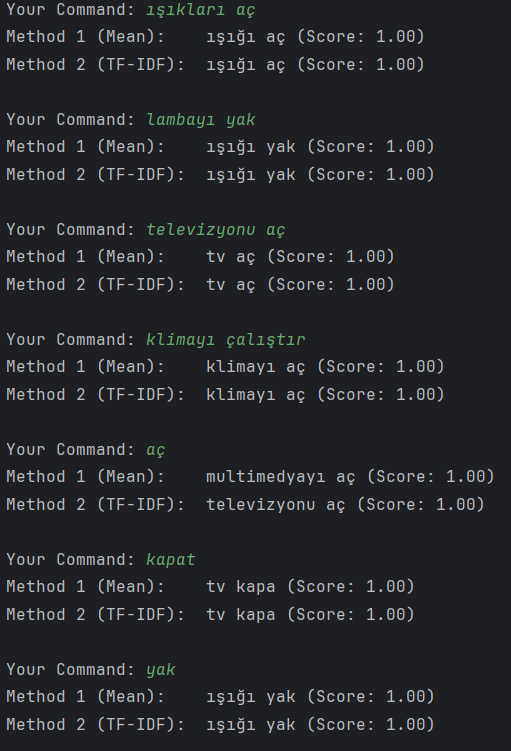 Your Command: ışıkları aç
Method 1 (Mean): ışığı aç (Score: 1.00)
Method 2 (TF-IDF): ışığı aç (Score: 1.00)
Your Command: lambayı yak
Method 1 (Mean): ışığı yak (Score: 1.00)
Method 2 (TF-IDF): ışığı yak (Score: 1.00)
Your Command: televizyonu aç
Method 1 (Mean): tv aç (Score: 1.00)
Method 2 (TF-IDF): tv aç (Score: 1.00)
Your Command: klimayı çalıştır
Method 1 (Mean): klimayı aç (Score: 1.00)
Method 2 (TF-IDF): klimayı aç (Score: 1.00)
Your Command: aç
Method 1 (Mean): multimedyayı aç (Score: 1.00)
Method 2 (TF-IDF): televizyonu aç (Score: 1.00)
Your Command: kapat
Method 1 (Mean): tv kapa (Score: 1.00)
Method 2 (TF-IDF): tv kapa (Score: 1.00)
Your Command: yak
Method 1 (Mean): ışığı yak (Score: 1.00)
Method 2 (TF-IDF): ışığı yak (Score: 1.00)